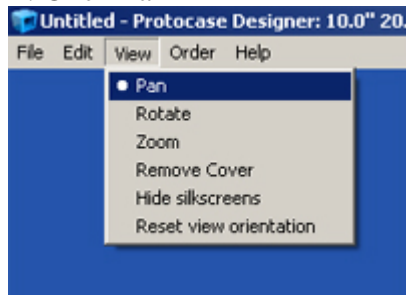 Untitled - Protocase Designer: 10.0" 20.
File Edit View Order Help
Pan
Rotate
Zoom
Remove Cover
Hide silkscreens
Reset view orientation